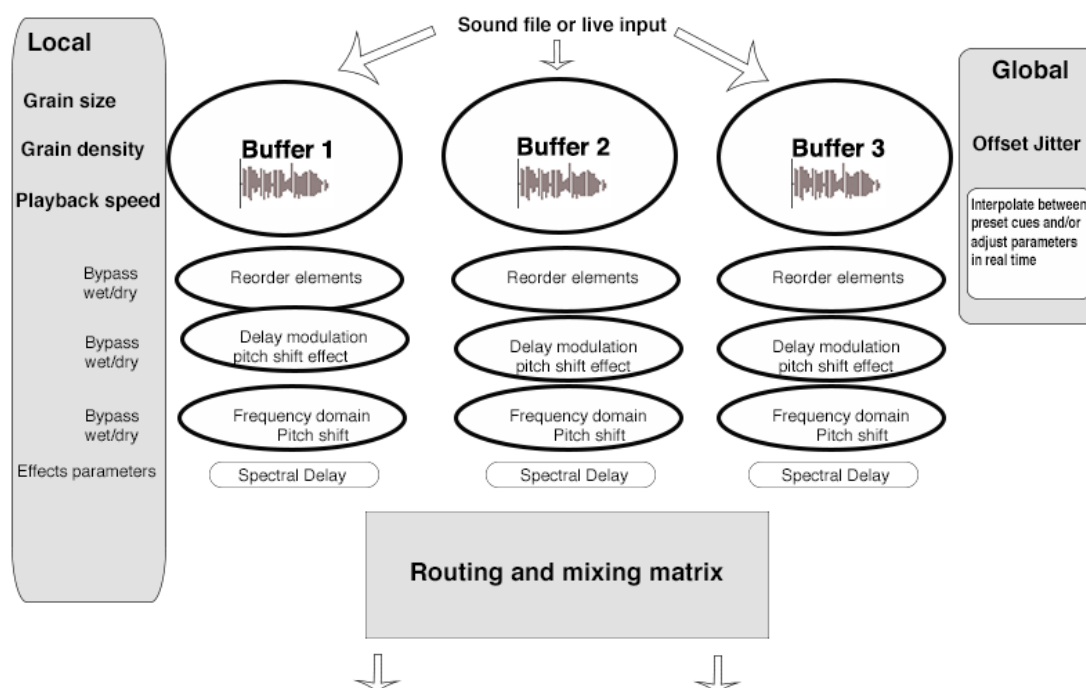 Sound file or live input
Local
Grain size
Grain density
Playback speed
Bypass
wet/dry
Bypass
wet/dry
Bypass
wet/dry
Effects parameters
Buffer 1
Reorder elements
Delay modulation
pitch shift effect
Frequency domain
Pitch shift
Spectral Delay
Buffer 2
Reorder elements
Delay modulation
pitch shift effect
Frequency domain
Pitch shift
Spectral Delay
Buffer 3
Reorder elements
Delay modulation
pitch shift effect
Frequency domain
Pitch shift
Spectral Delay
Global
Offset Jitter
Interpolate between
preset cues and/or
adjust parameters
in real time
Routing and mixing matrix